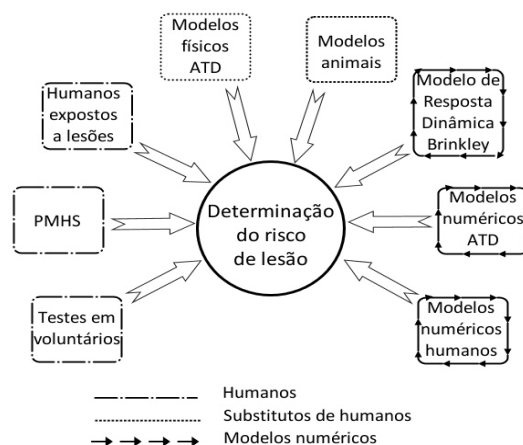 Modelos
físicos
ATD
Modelos
animais
Humanos
expostos
a lesões
Modelo de
Resposta
Dinâmica
Brinkley
PMHS
Determinação
do risco
de lesão
Modelos
numéricos
ATD
Testes em
voluntários
Modelos
numéricos
humanos
Humanos
Substitutos de humanos
Modelos numéricos